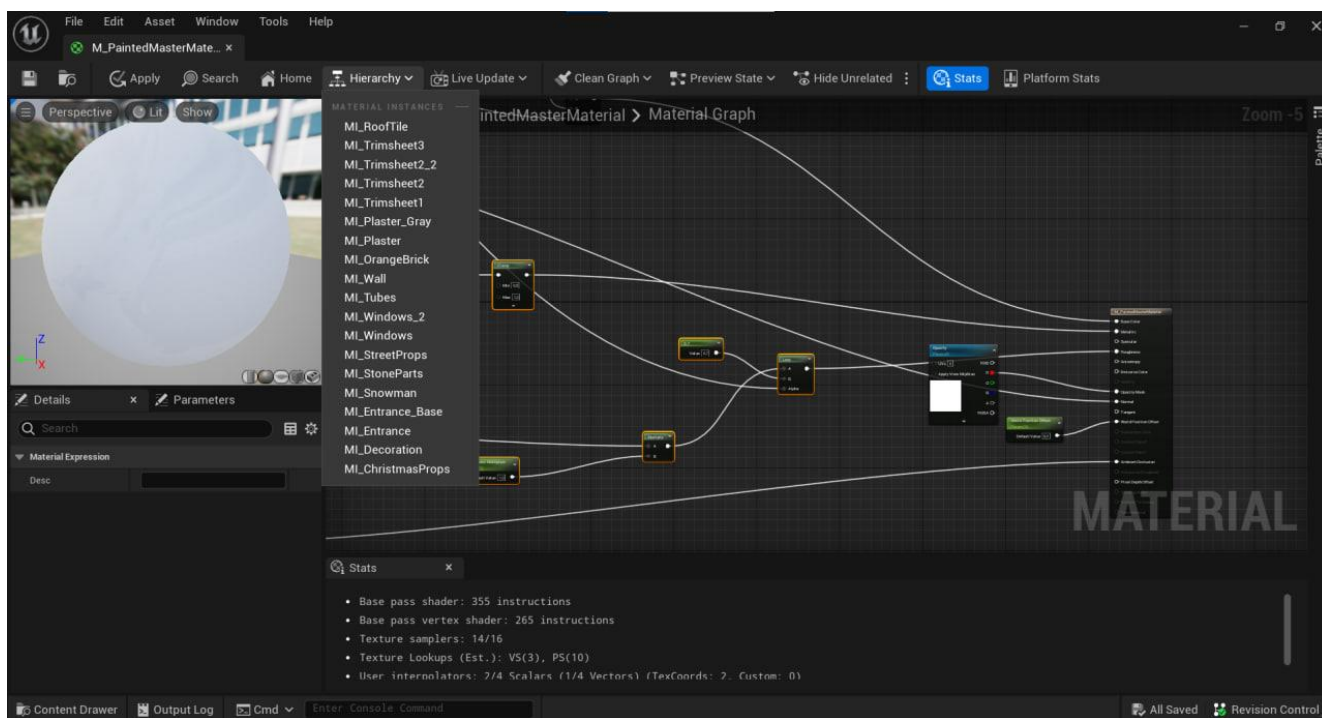 File Edit Asset Window Tools Help
M_PaintedMasterMate...
Apply Search Home Hierarchy Live Update Clean Graph Preview State Hide Unrelated Stats Platform Stats
Perspective Lit Show
MATERIAL INSTANCES
intedMasterMaterial > Material Graph
Zoom -5
Palette
MI_RoofTile
MI_Trimsheet3
MI_Trimsheet2_2
MI_Trimsheet2
MI_Trimsheet1
MI_Plaster_Gray
MI_Plaster
MI_OrangeBrick
MI_Wall
MI_Tubes
MI_Windows_2
MI_Windows
MI_StreetProps
MI_StoneParts
MI_Snowman
MI_Entrance_Base
MI_Entrance
MI_Decoration
MI_ChristmasProps
Z
X
Details Parameters
Search
Material Expression
Desc
MATERIAL
Stats
• Base pass shader: 355 instructions
• Base pass vertex shader: 265 instructions
• Texture samplers: 14/16
• Texture Lookups (Est.): VS(3), PS(10)
• User interpolators: 2/4 Scalars (1/4 Vectors) (TexCoords: 2, Custom: 0)
Content Drawer Output Log Cmd Enter Console Command All Saved Revision Control